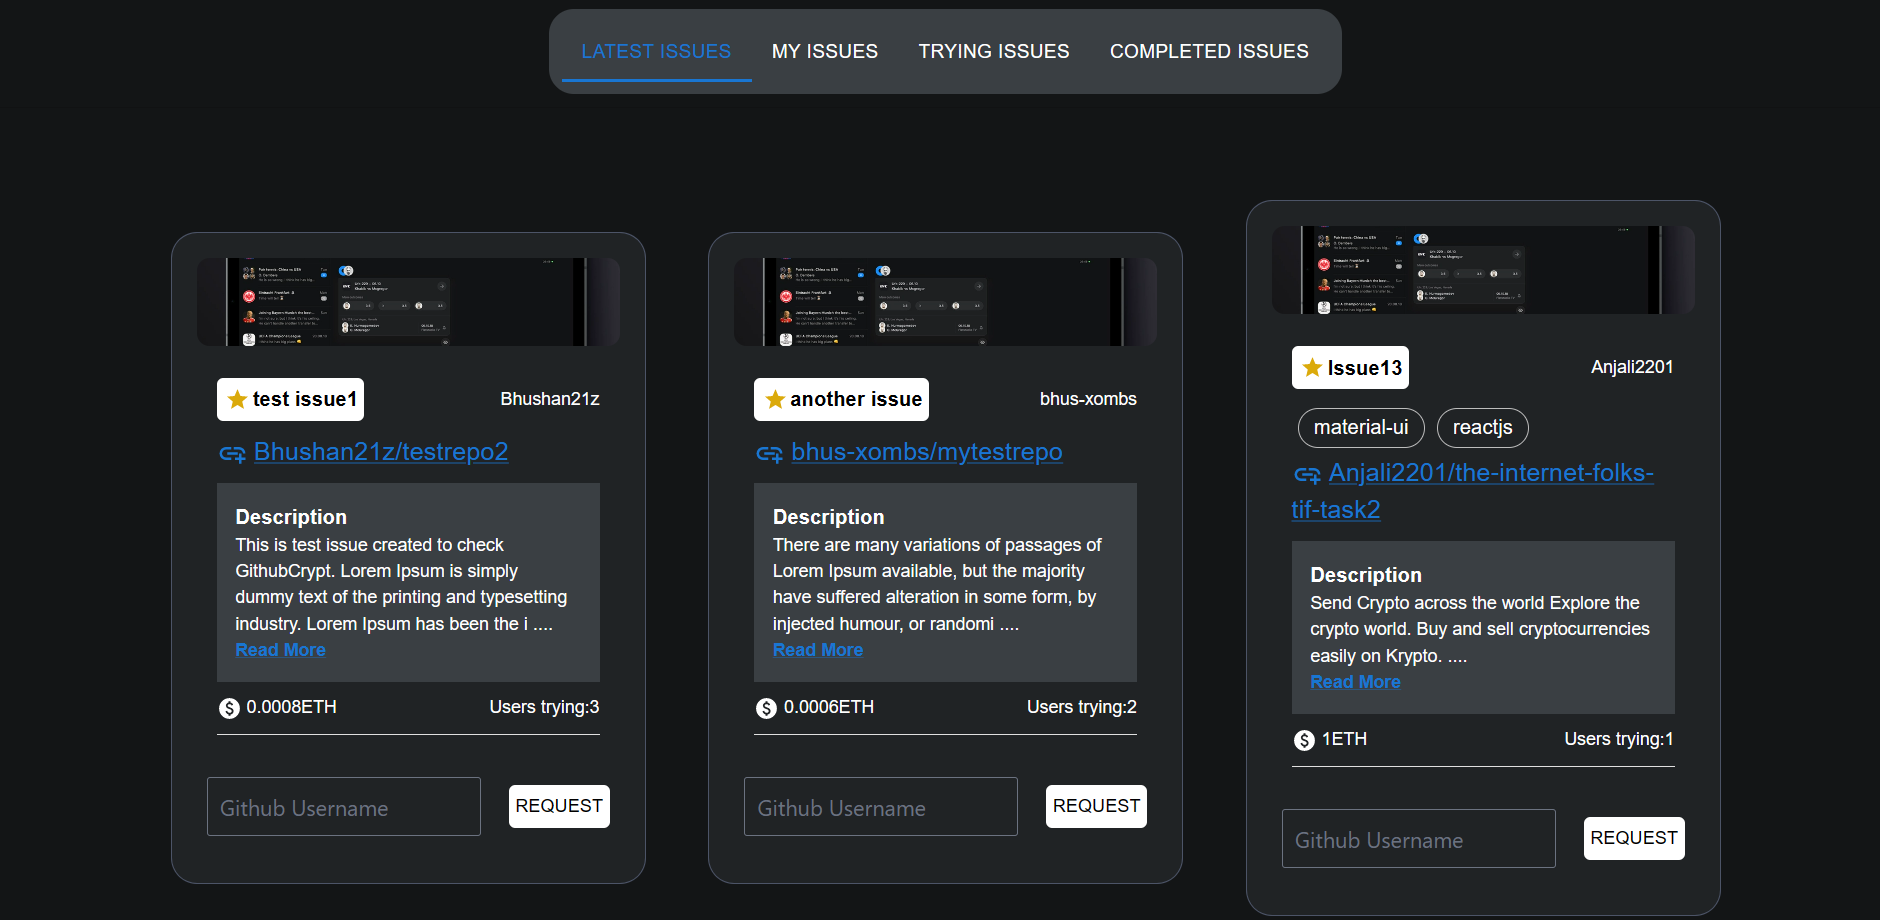 LATEST ISSUES MY ISSUES TRYING ISSUES COMPLETED ISSUES
test issue1 Bhushan21z
Bhushan21z/testrepo2
Description
This is test issue created to check
GithubCrypt. Lorem Ipsum is simply
dummy text of the printing and typesetting
industry. Lorem Ipsum has been the i ....
Read More
0.0008ETH Users trying:3
Github Username REQUEST
another issue bhus-xombs
bhus-xombs/mytestrepo
Description
There are many variations of passages of
Lorem Ipsum available, but the majority
have suffered alteration in some form, by
injected humour, or randomi ....
Read More
0.0006ETH Users trying:2
Github Username REQUEST
Issue13 Anjali2201
material-ui reactjs
Anjali2201/the-internet-folks-
tif-task2
Description
Send Crypto across the world Explore the
crypto world. Buy and sell cryptocurrencies
easily on Krypto. ....
Read More
1ETH Users trying:1
Github Username REQUEST